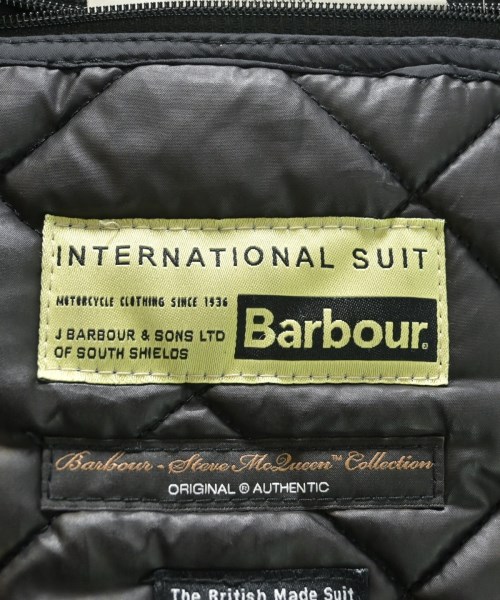 INTERNATIONAL SUIT
MOTORCYCLE CLOTHING SINCE 1936
J BARBOUR & SONS LTD
OF SOUTH SHIELDS
Barbour®
Barbour - Steve McQueen™ Collection
ORIGINAL ® AUTHENTIC
The British Made Suit